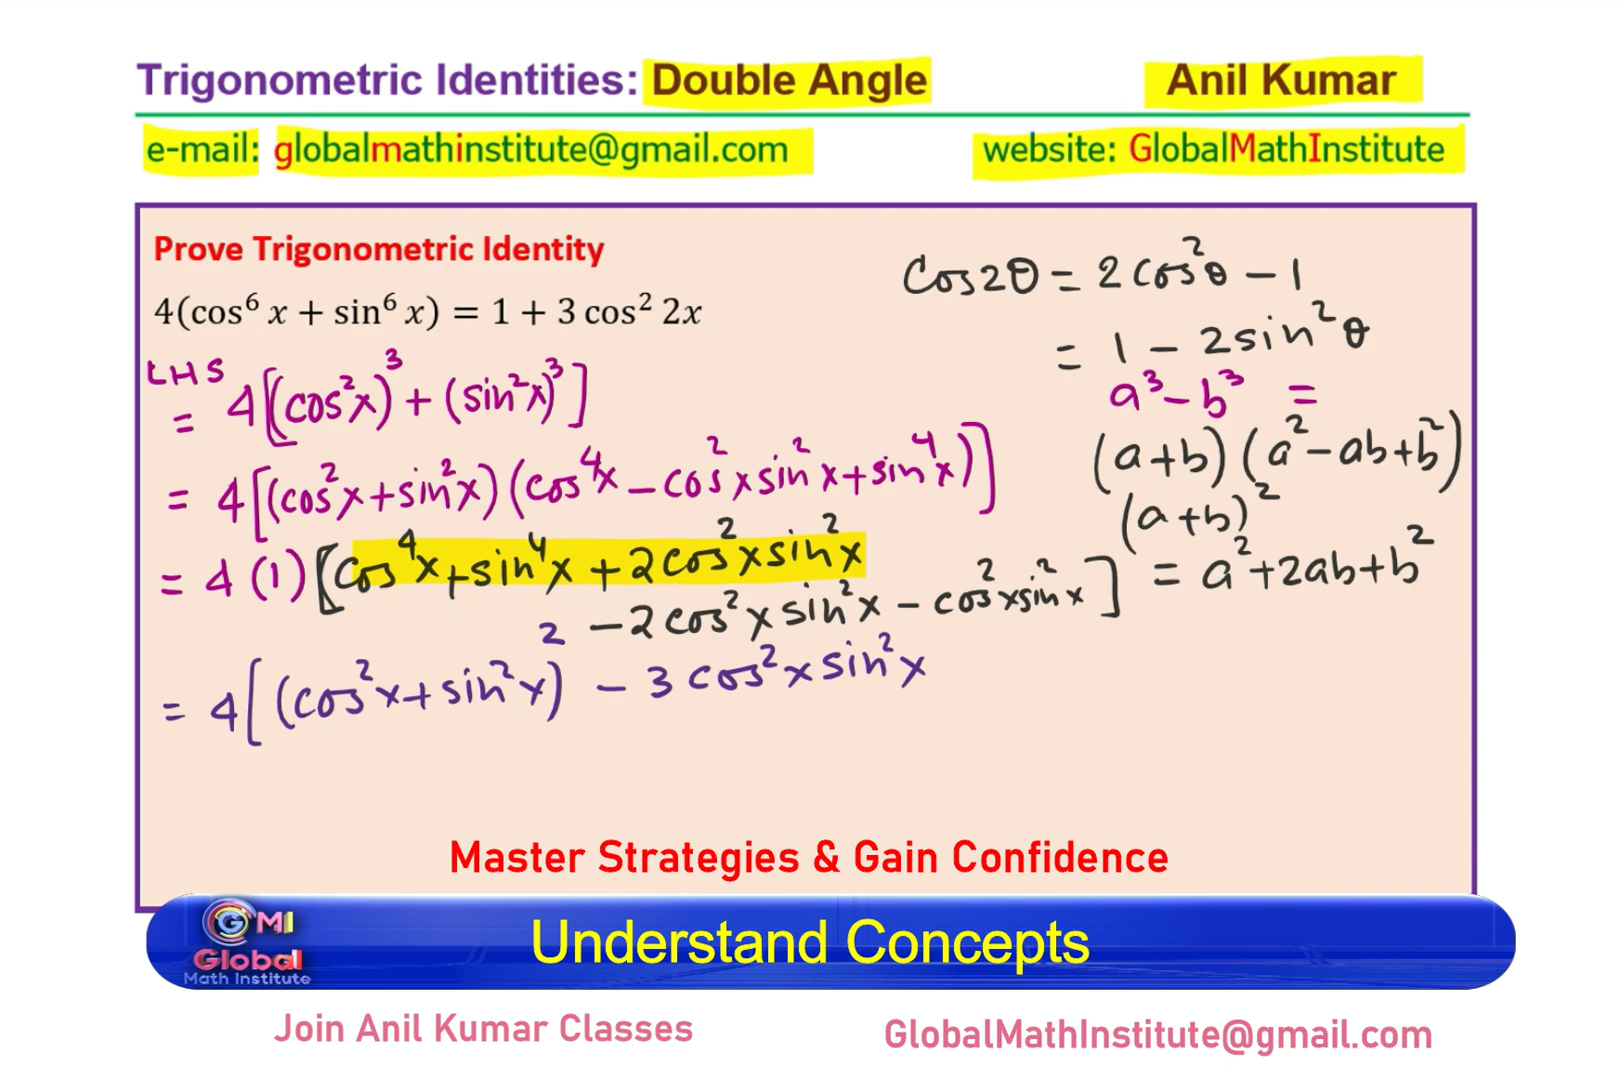 Trigonometric Identities: Double Angle Anil Kumar
e-mail: globalmathinstitute@gmail.com website: GlobalMathInstitute
Prove Trigonometric Identity
4(cos⁶ x + sin⁶ x) = 1 + 3 cos² 2x
LHS
= 4[(cos²x)³ + (sin²x)³]
= 4[(cos²x+sin²x)(cos⁴x − cos²x sin²x+sin⁴x)]
= 4(1)[cos⁴x+sin⁴x + 2cos²x sin²x
−2cos²x sin²x − cos²x sin²x]
= 4[(cos²x+sin²x)² − 3cos²x sin²x
Cos2θ = 2cos²θ − 1
= 1 − 2sin²θ
a³−b³ =
(a+b)(a²−ab+b²)
(a+b)²
= a²+2ab+b²
Master Strategies & Gain Confidence
GMI
Global
Math Institute
Understand Concepts
Join Anil Kumar Classes GlobalMathInstitute@gmail.com